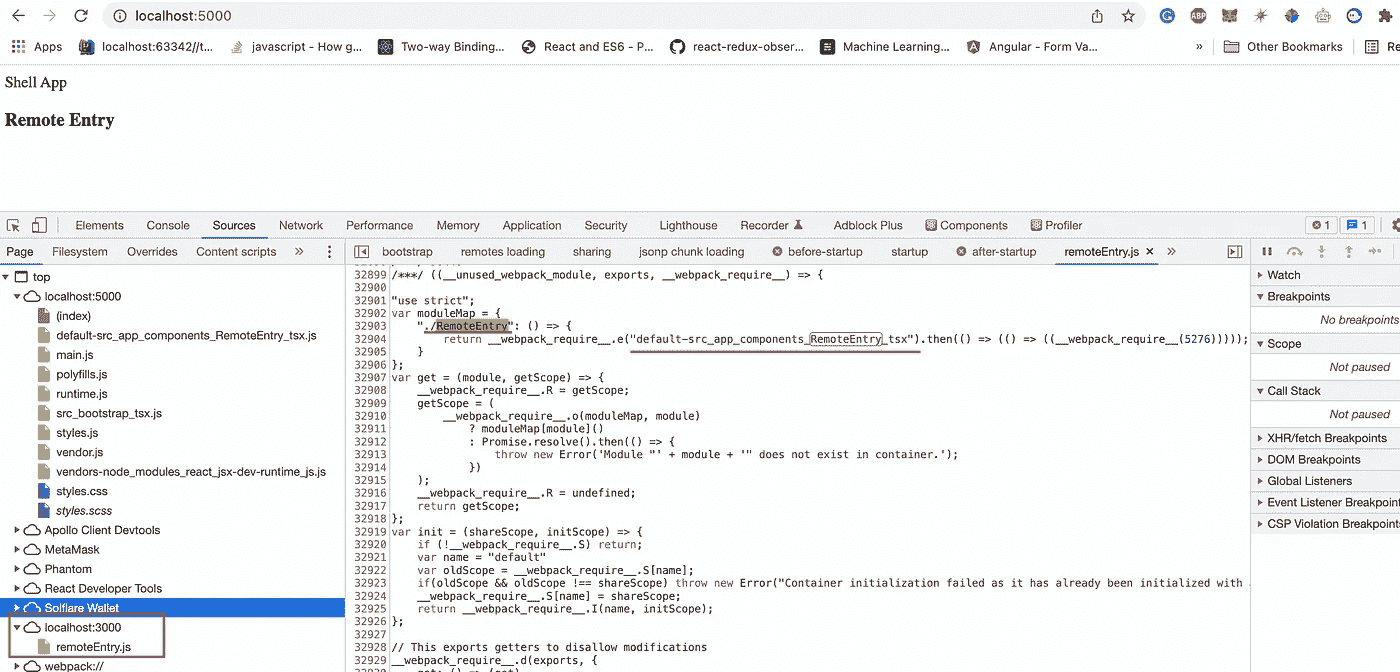 localhost:5000
Apps localhost:63342//t... javascript - How g... Two-way Binding... React and ES6 - P... react-redux-obser... Machine Learning... Angular - Form Va... » Other Bookmarks Re
Shell App
Remote Entry
Elements Console Sources Network Performance Memory Application Security Lighthouse Recorder Adblock Plus Components Profiler 1 1
Page Filesystem Overrides Content scripts » bootstrap remotes loading sharing jsonp chunk loading before-startup startup after-startup remoteEntry.js × »
top
localhost:5000
(index)
default-src_app_components_RemoteEntry_tsx.js
main.js
polyfills.js
runtime.js
src_bootstrap_tsx.js
styles.js
vendor.js
vendors-node_modules_react_jsx-dev-runtime_js.js
styles.css
styles.scss
Apollo Client Devtools
MetaMask
Phantom
React Developer Tools
Solflare Wallet
localhost:3000
remoteEntry.js
webpack://
32899 /***/ ((__unused_webpack_module, exports, __webpack_require__) => {
32900
32901 "use strict";
32902 var moduleMap = {
32903 "./RemoteEntry": () => {
32904 return __webpack_require__.e("default-src_app_components_RemoteEntry_tsx").then(() => (() => ((__webpack_require__(5276)))));
32905 }
32906 };
32907 var get = (module, getScope) => {
32908 __webpack_require__.R = getScope;
32909 getScope = (
32910 __webpack_require__.o(moduleMap, module)
32911 ? moduleMap[module]()
32912 : Promise.resolve().then(() => {
32913 throw new Error('Module "' + module + '" does not exist in container.');
32914 })
32915 );
32916 __webpack_require__.R = undefined;
32917 return getScope;
32918 };
32919 var init = (shareScope, initScope) => {
32920 if (!__webpack_require__.S) return;
32921 var name = "default"
32922 var oldScope = __webpack_require__.S[name];
32923 if(oldScope && oldScope !== shareScope) throw new Error("Container initialization failed as it has already been initialized with
32924 __webpack_require__.S[name] = shareScope;
32925 return __webpack_require__.I(name, initScope);
32926 };
32927
32928 // This exports getters to disallow modifications
32929 __webpack_require__.d(exports, {
Watch
Breakpoints
No breakpoints
Scope
Not paused
Call Stack
Not paused
XHR/fetch Breakpoints
DOM Breakpoints
Global Listeners
Event Listener Breakpoint
CSP Violation Breakpoints